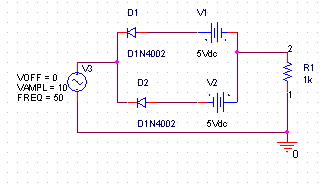 D1
V1
D1N4002
5Vdc
V3
VOFF = 0
VAMPL = 10
FREQ = 50
D2
V2
D1N4002
5Vdc
2
R1
1k
1
0